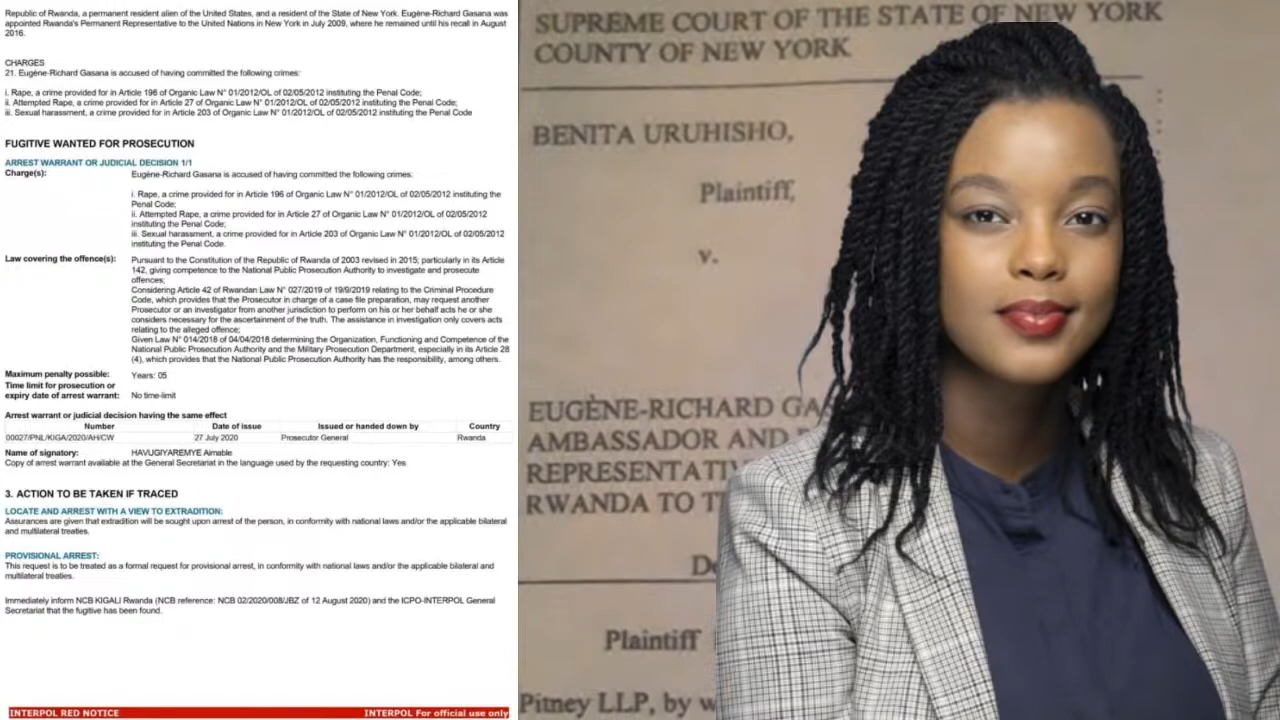 Republic of Rwanda, a permanent resident alien of the United States, and a resident of the State of New York. Eugène-Richard Gasana was
appointed Rwanda's Permanent Representative to the United Nations in New York in July 2009, where he remained until his recall in August
2016.
CHARGES
21. Eugène-Richard Gasana is accused of having committed the following crimes:
i. Rape, a crime provided for in Article 196 of Organic Law N° 01/2012/OL of 02/05/2012 instituting the Penal Code;
ii. Attempted Rape, a crime provided for in Article 27 of Organic Law N° 01/2012/OL of 02/05/2012 instituting the Penal Code;
iii. Sexual harassment, a crime provided for in Article 203 of Organic Law N° 01/2012/OL of 02/05/2012 instituting the Penal Code
FUGITIVE WANTED FOR PROSECUTION
ARREST WARRANT OR JUDICIAL DECISION 1/1
Charge(s): Eugène-Richard Gasana is accused of having committed the following crimes:
i. Rape, a crime provided for in Article 196 of Organic Law N° 01/2012/OL of 02/05/2012 instituting the
Penal Code;
ii. Attempted Rape, a crime provided for in Article 27 of Organic Law N° 01/2012/OL of 02/05/2012
instituting the Penal Code;
iii. Sexual harassment, a crime provided for in Article 203 of Organic Law N° 01/2012/OL of 02/05/2012
instituting the Penal Code.
Law covering the offence(s): Pursuant to the Constitution of the Republic of Rwanda of 2003 revised in 2015; particularly in its Article
142, giving competence to the National Public Prosecution Authority to investigate and prosecute
offences;
Considering Article 42 of Rwandan Law N° 027/2019 of 19/9/2019 relating to the Criminal Procedure
Code, which provides that the Prosecutor in charge of a case file preparation, may request another
Prosecutor or an investigator from another jurisdiction to perform on his or her behalf acts he or she
considers necessary for the ascertainment of the truth. The assistance in investigation only covers acts
relating to the alleged offence;
Given Law N° 014/2018 of 04/04/2018 determining the Organization, Functioning and Competence of the
National Public Prosecution Authority and the Military Prosecution Department, especially in its Article 28
(4), which provides that the National Public Prosecution Authority has the responsibility, among others.
Maximum penalty possible: Years: 05
Time limit for prosecution or
expiry date of arrest warrant: No time-limit
Arrest warrant or judicial decision having the same effect
Number Date of issue Issued or handed down by Country
00027/PNL/KIGA/2020/AH/CW 27 July 2020 Prosecutor General Rwanda
Name of signatory: HAVUGIYAREMYE Aimable
Copy of arrest warrant available at the General Secretariat in the language used by the requesting country: Yes
3. ACTION TO BE TAKEN IF TRACED
LOCATE AND ARREST WITH A VIEW TO EXTRADITION:
Assurances are given that extradition will be sought upon arrest of the person, in conformity with national laws and/or the applicable bilateral
and multilateral treaties.
PROVISIONAL ARREST:
This request is to be treated as a formal request for provisional arrest, in conformity with national laws and/or the applicable bilateral and
multilateral treaties.
Immediately inform NCB KIGALI Rwanda (NCB reference: NCB 02/2020/008/JBZ of 12 August 2020) and the ICPO-INTERPOL General
Secretariat that the fugitive has been found.
INTERPOL RED NOTICE INTERPOL For official use only
SUPREME COURT OF THE STATE OF NEW YORK
COUNTY OF NEW YORK
BENITA URUHISHO,
Plaintiff,
v.
EUGÈNE-RICHARD GA
AMBASSADOR AND
REPRESENTATIV
RWANDA TO T
De
Plaintiff
Pitney LLP, by w